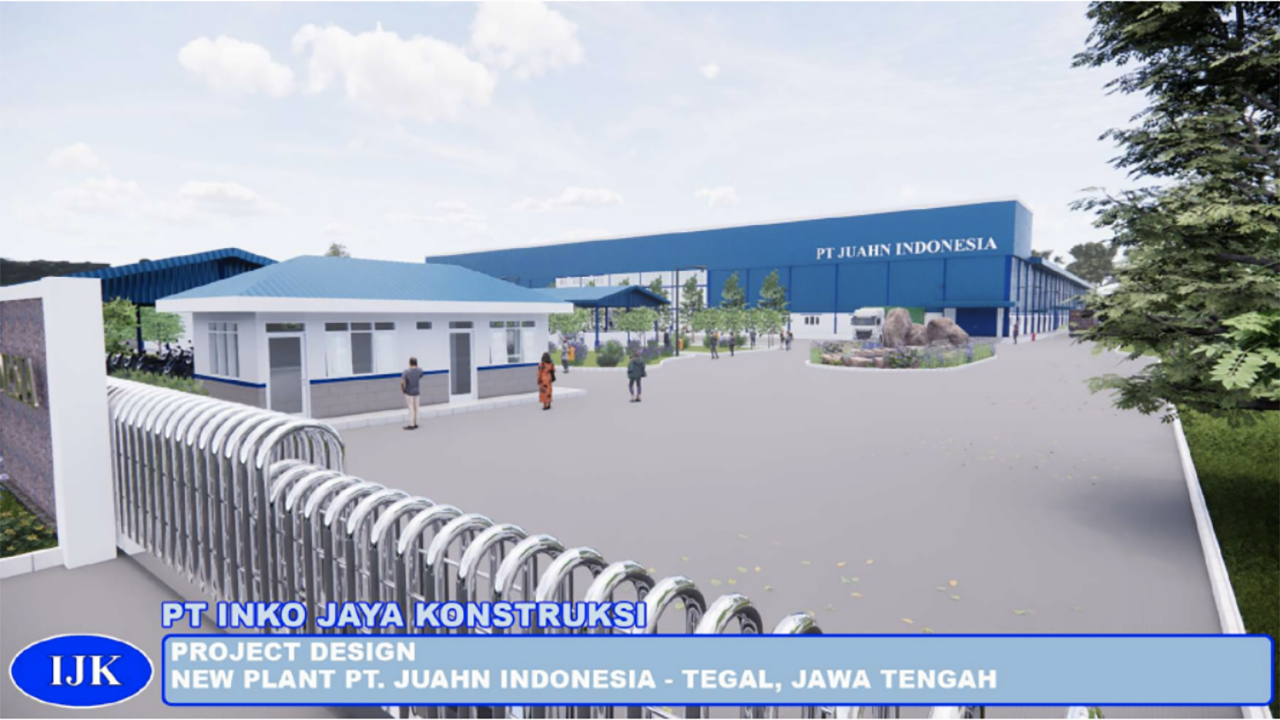 PT JUAHN INDONESIA
PT INKO JAYA KONSTRUKSI
IJK
PROJECT DESIGN
NEW PLANT PT. JUAHN INDONESIA - TEGAL, JAWA TENGAH